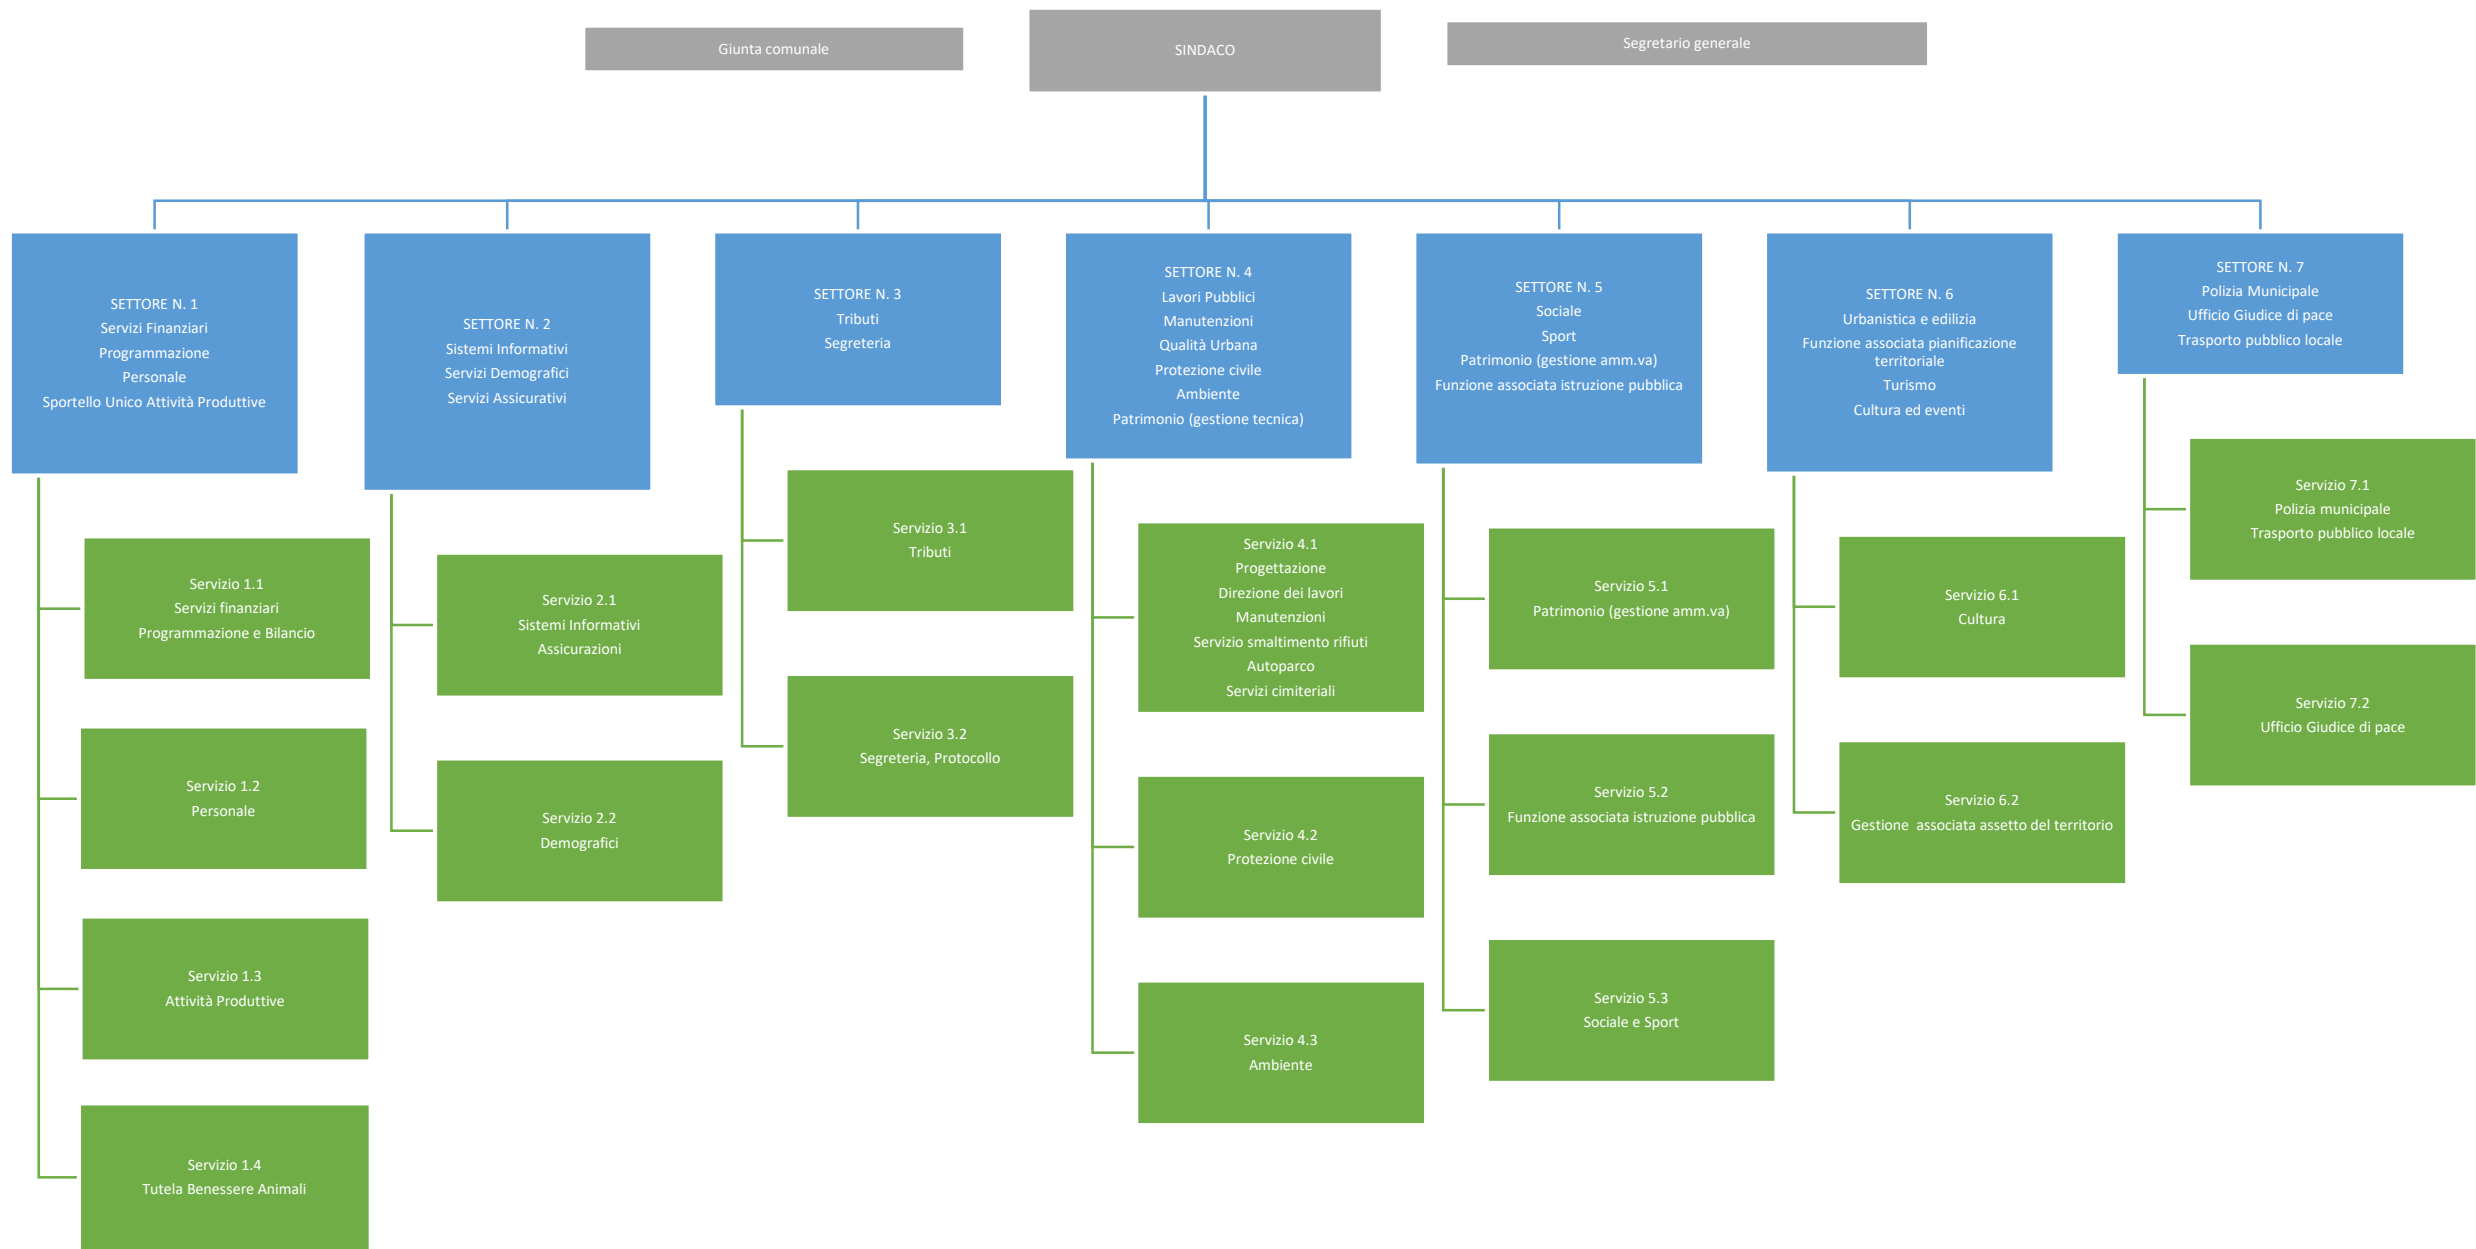 Giunta comunale
SINDACO
Segretario generale
SETTORE N. 1
Servizi Finanziari
Programmazione
Personale
Sportello Unico Attività Produttive
Servizio 1.1
Servizi finanziari
Programmazione e Bilancio
Servizio 1.2
Personale
Servizio 1.3
Attività Produttive
Servizio 1.4
Tutela Benessere Animali
SETTORE N. 2
Sistemi Informativi
Servizi Demografici
Servizi Assicurativi
Servizio 2.1
Sistemi Informativi
Assicurazioni
Servizio 2.2
Demografici
SETTORE N. 3
Tributi
Segreteria
Servizio 3.1
Tributi
Servizio 3.2
Segreteria, Protocollo
SETTORE N. 4
Lavori Pubblici
Manutenzioni
Qualità Urbana
Protezione civile
Ambiente
Patrimonio (gestione tecnica)
Servizio 4.1
Progettazione
Direzione dei lavori
Manutenzioni
Servizio smaltimento rifiuti
Autoparco
Servizi cimiteriali
Servizio 4.2
Protezione civile
Servizio 4.3
Ambiente
SETTORE N. 5
Sociale
Sport
Patrimonio (gestione amm.va)
Funzione associata istruzione pubblica
Servizio 5.1
Patrimonio (gestione amm.va)
Servizio 5.2
Funzione associata istruzione pubblica
Servizio 5.3
Sociale e Sport
SETTORE N. 6
Urbanistica e edilizia
Funzione associata pianificazione
territoriale
Turismo
Cultura ed eventi
Servizio 6.1
Cultura
Servizio 6.2
Gestione  associata assetto del territorio
SETTORE N. 7
Polizia Municipale
Ufficio Giudice di pace
Trasporto pubblico locale
Servizio 7.1
Polizia municipale
Trasporto pubblico locale
Servizio 7.2
Ufficio Giudice di pace